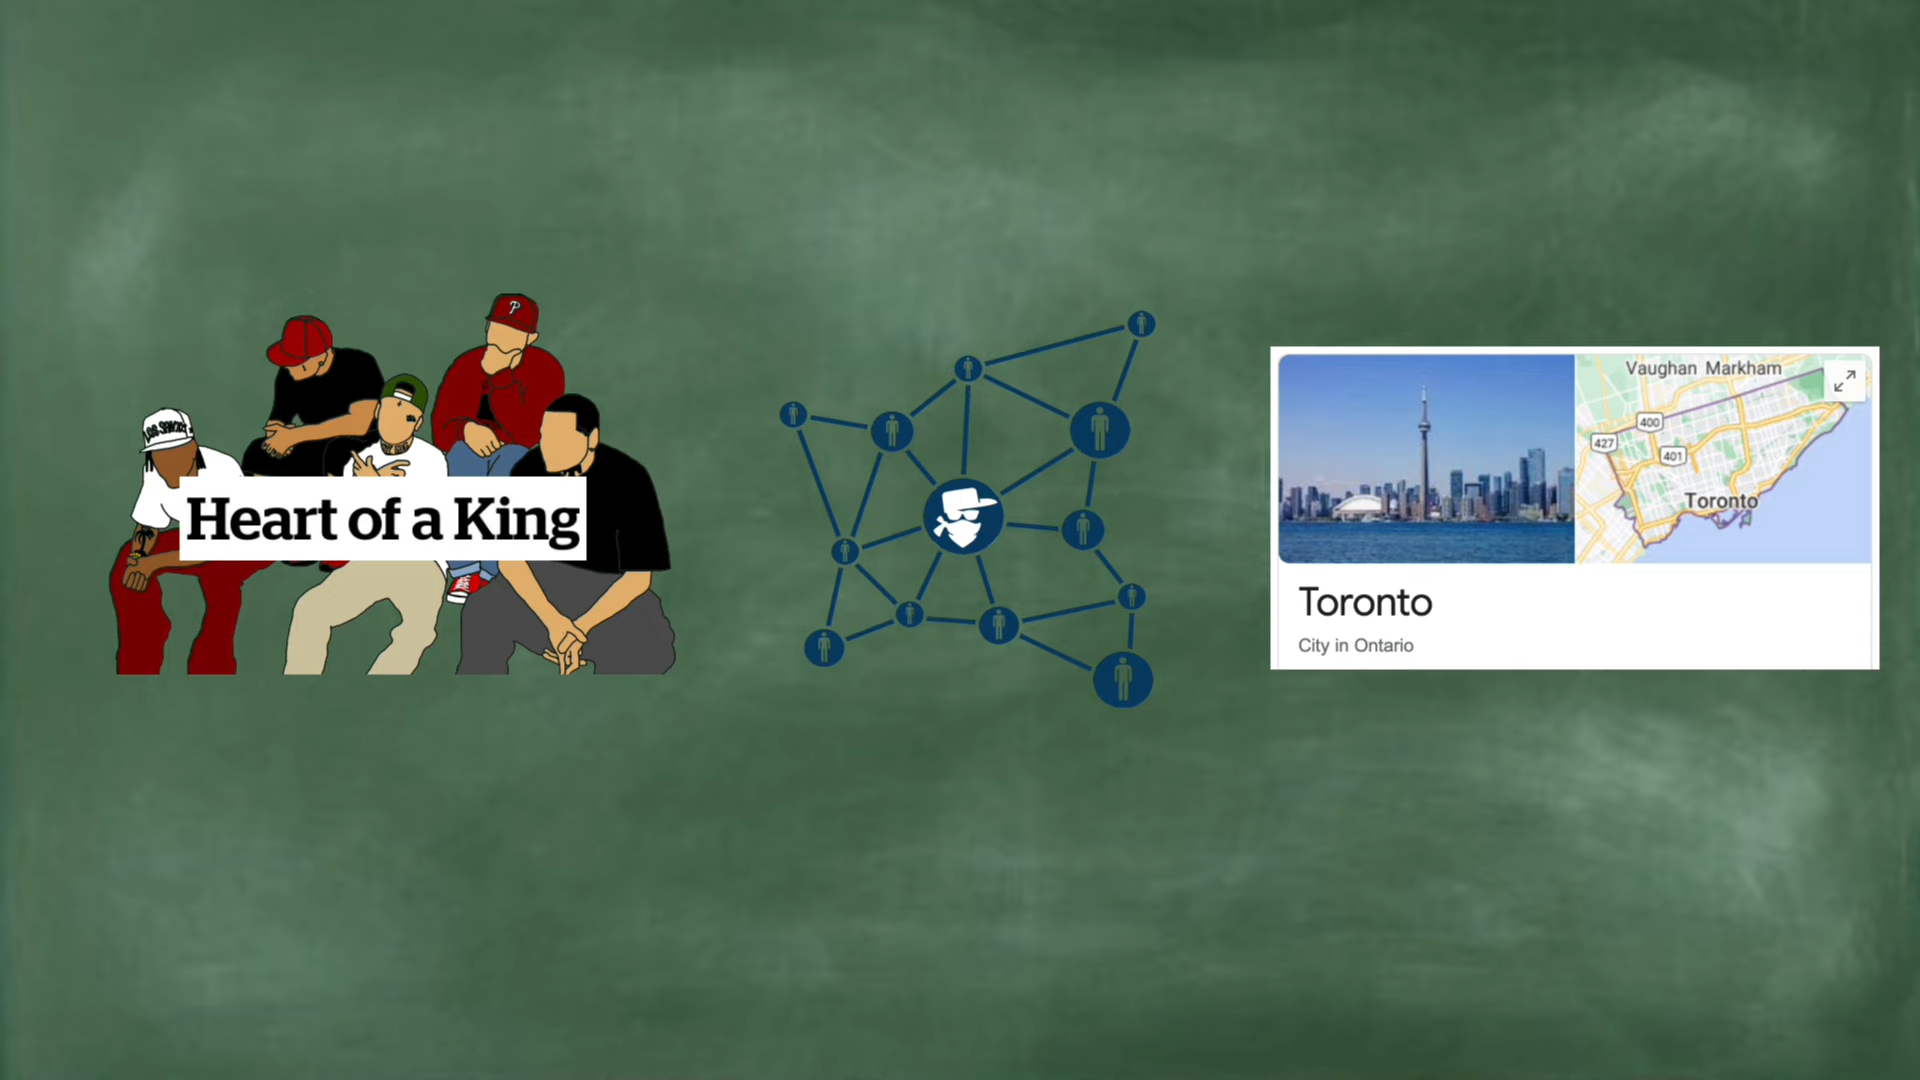 P
Heart of a King
Vaughan Markham
400
427
401
Toronto
Toronto
City in Ontario